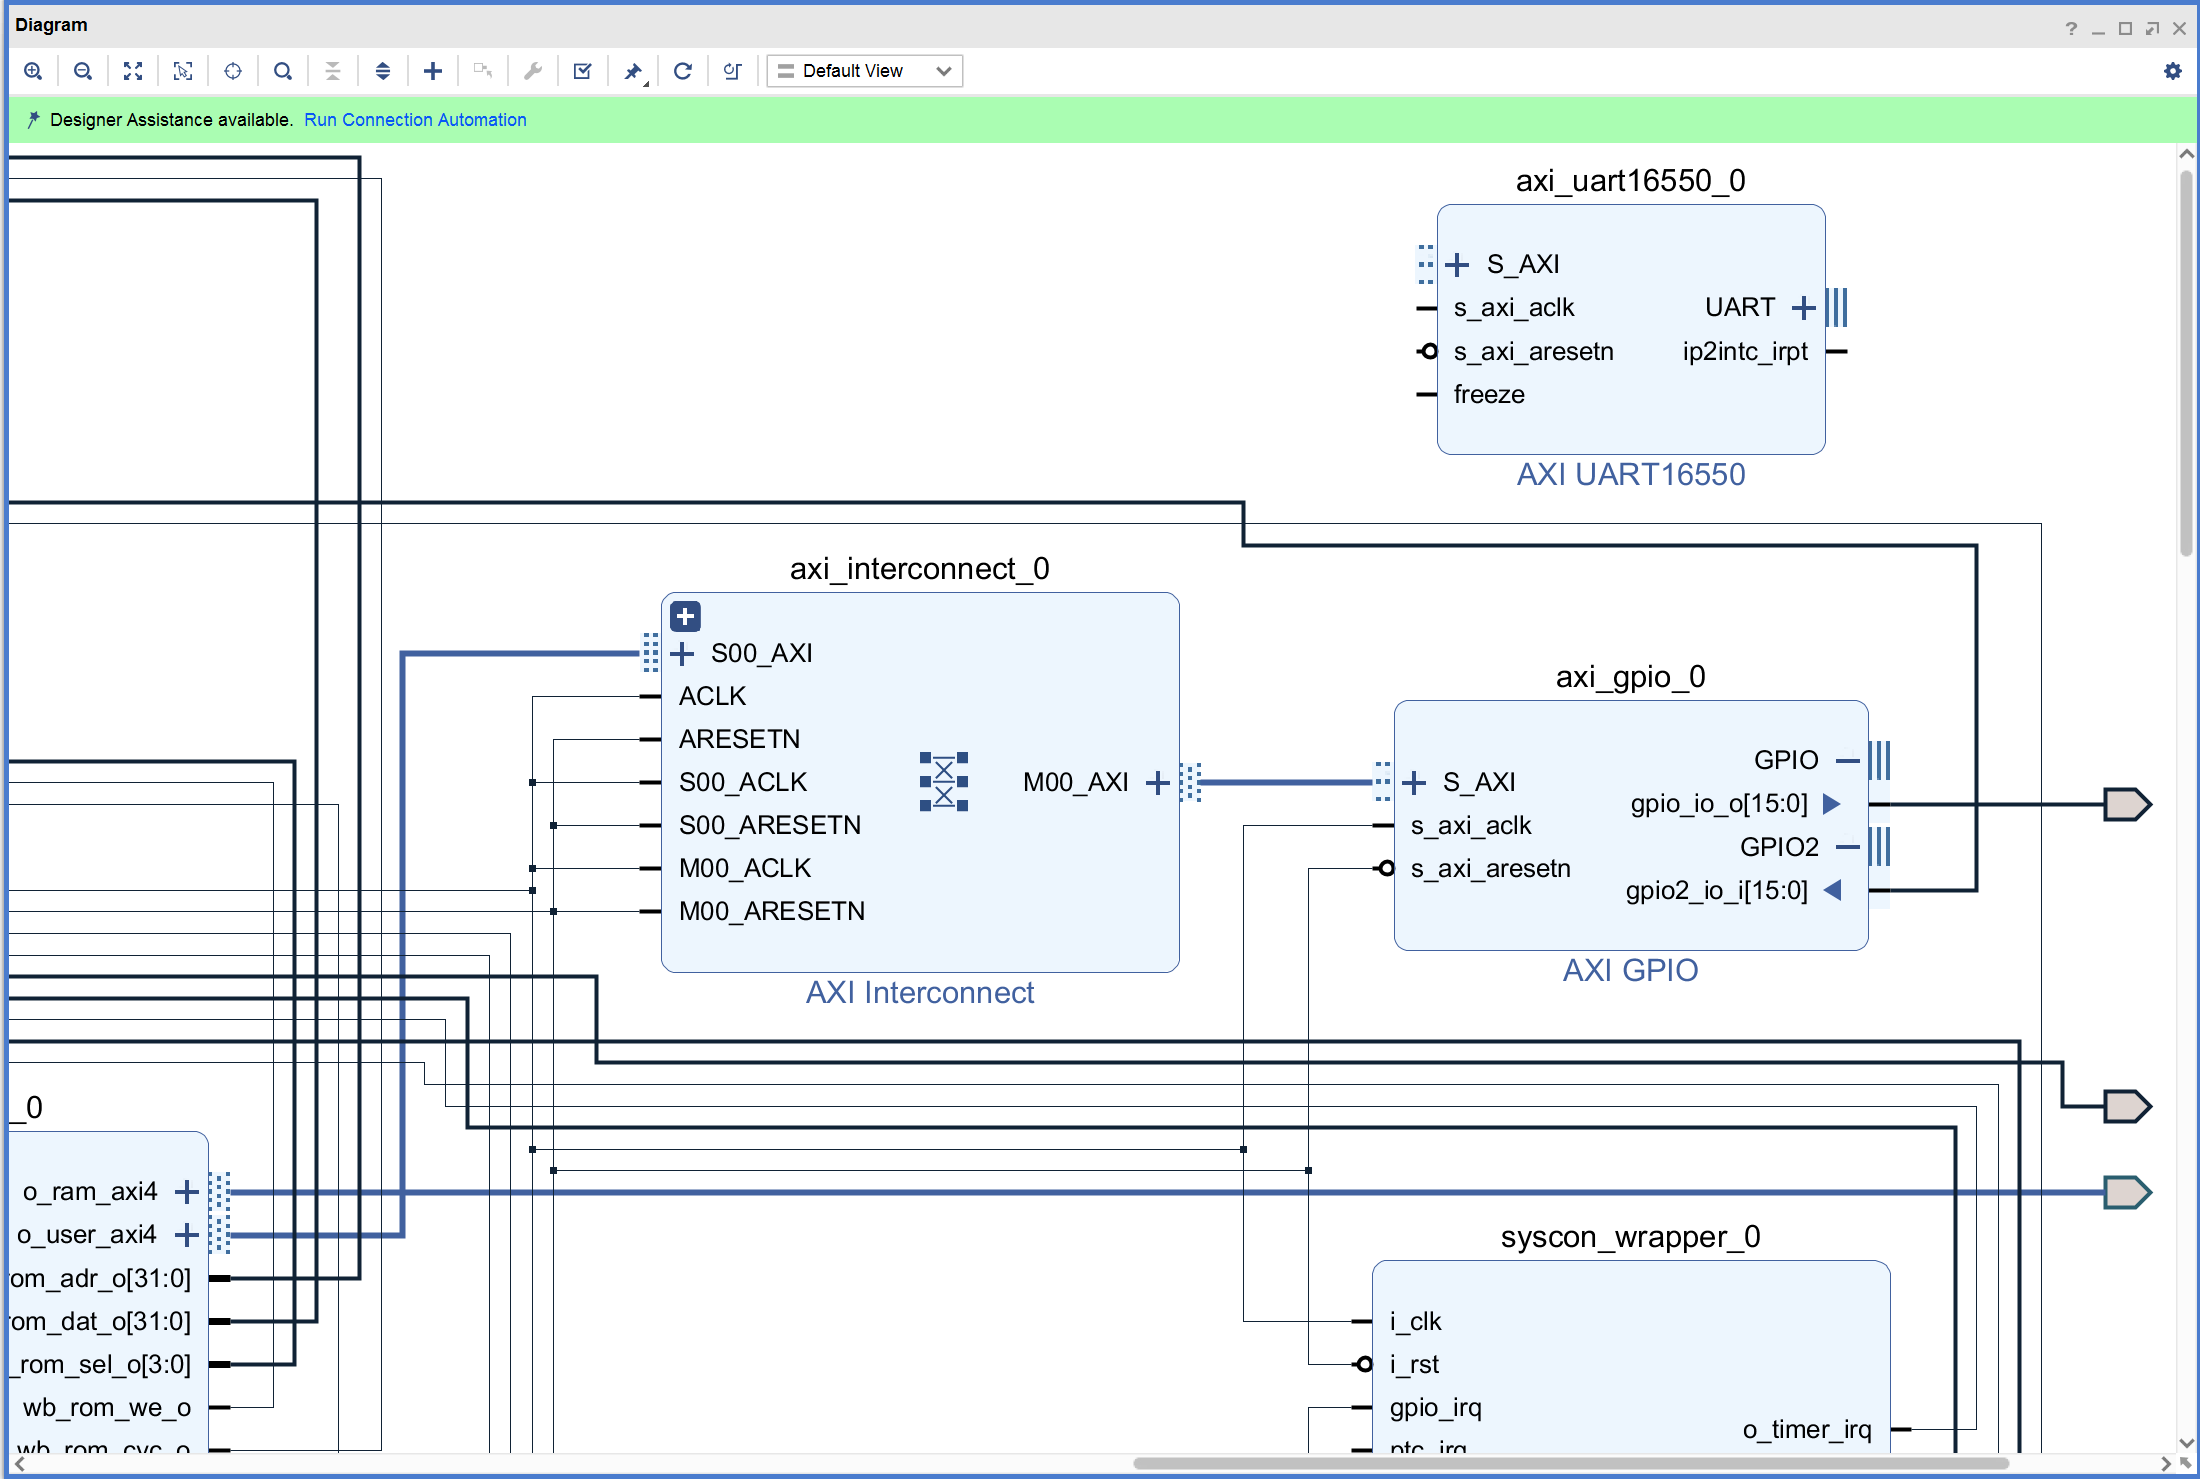 Diagram
?
Default View
Designer Assistance available. Run Connection Automation
axi_uart16550_0
S_AXI
s_axi_aclk
UART
s_axi_aresetn
ip2intc_irpt
freeze
AXI UART16550
axi_interconnect_0
S00_AXI
ACLK
ARESETN
S00_ACLK
M00_AXI
S00_ARESETN
M00_ACLK
M00_ARESETN
AXI Interconnect
axi_gpio_0
GPIO
S_AXI
gpio_io_o[15:0]
s_axi_aclk
GPIO2
s_axi_aresetn
gpio2_io_i[15:0]
AXI GPIO
_0
o_ram_axi4
o_user_axi4
om_adr_o[31:0]
om_dat_o[31:0]
_rom_sel_o[3:0]
wb_rom_we_o
wb_rom_cyc_o
syscon_wrapper_0
i_clk
i_rst
gpio_irq
o_timer_irq
ptc_irq